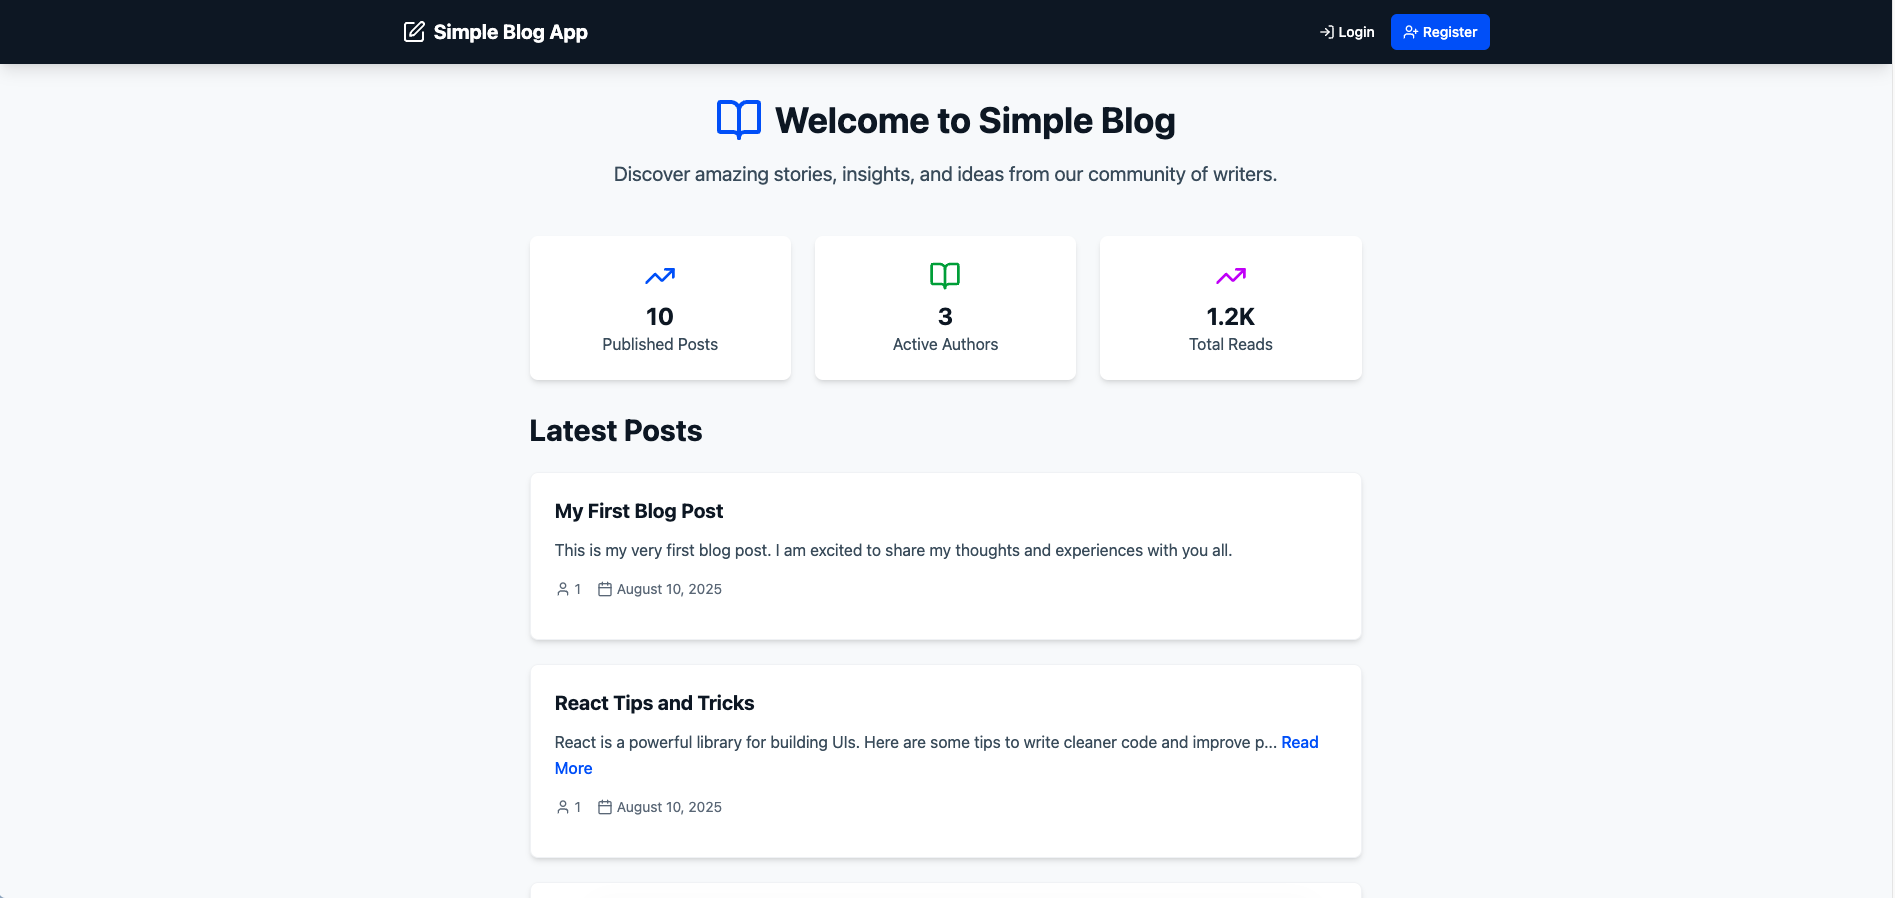 Simple Blog App
Login
Register
Welcome to Simple Blog
Discover amazing stories, insights, and ideas from our community of writers.
10
Published Posts
3
Active Authors
1.2K
Total Reads
Latest Posts
My First Blog Post
This is my very first blog post. I am excited to share my thoughts and experiences with you all.
1 August 10, 2025
React Tips and Tricks
React is a powerful library for building UIs. Here are some tips to write cleaner code and improve p... Read
More
1 August 10, 2025